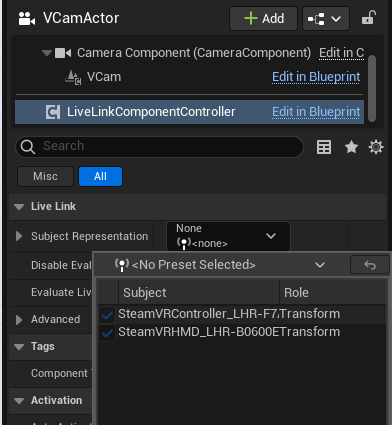 VCamActor
Add
Camera Component (CameraComponent)
Edit in C
VCam
Edit in Blueprint
LiveLinkComponentController
Edit in Blueprint
Search
Misc
All
Live Link
Subject Representation
None
<none>
Disable Eval
<No Preset Selected>
Evaluate Liv
Subject
Role
Advanced
SteamVRController_LHR-F7
Transform
SteamVRHMD_LHR-B0600E
Transform
Tags
Component T
Activation